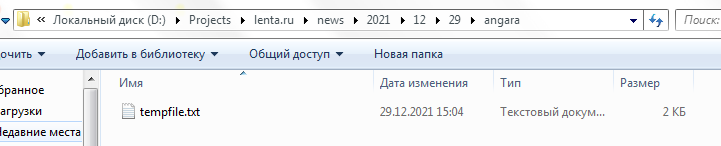 Локальный диск (D:) Projects lenta.ru news 2021 12 29 angara Поиск:
очить Добавить в библиотеку Общий доступ Новая папка
Имя Дата изменения Тип Размер
бранное
tempfile.txt 29.12.2021 15:04 Текстовый докум... 2 КБ
агрузки
Недавние места